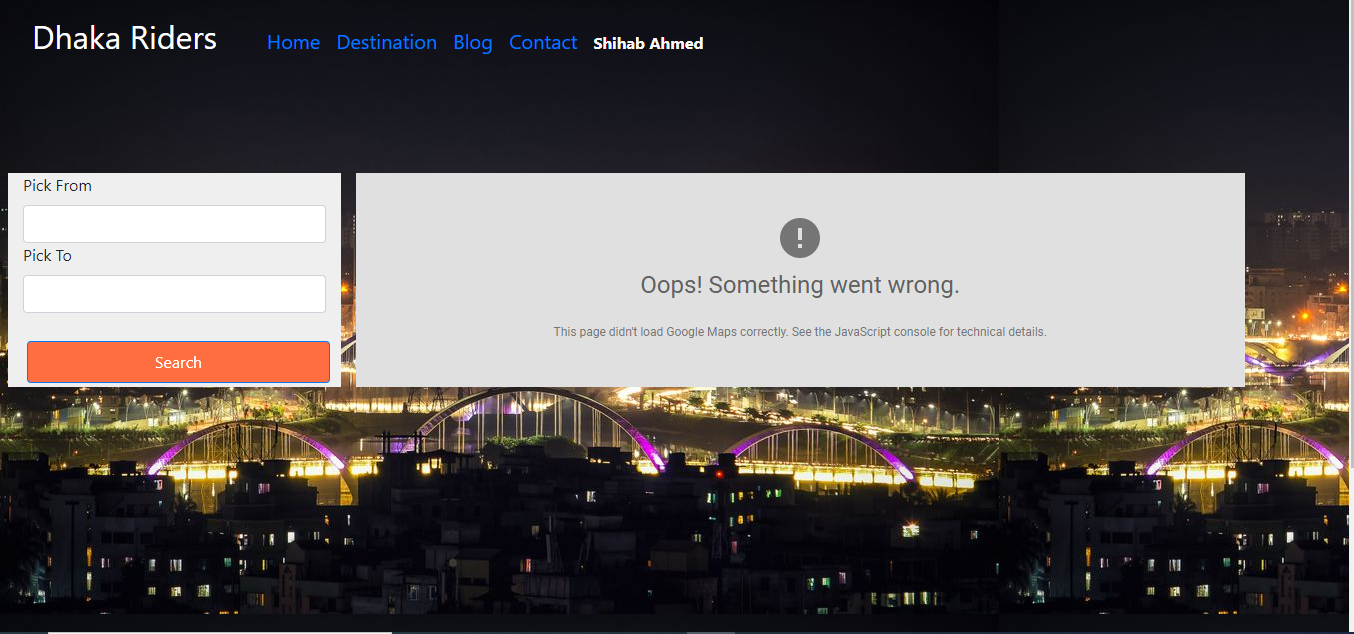 Dhaka Riders
Home Destination Blog Contact Shihab Ahmed
Pick From
Pick To
Search
Oops! Something went wrong.
This page didn't load Google Maps correctly. See the JavaScript console for technical details.